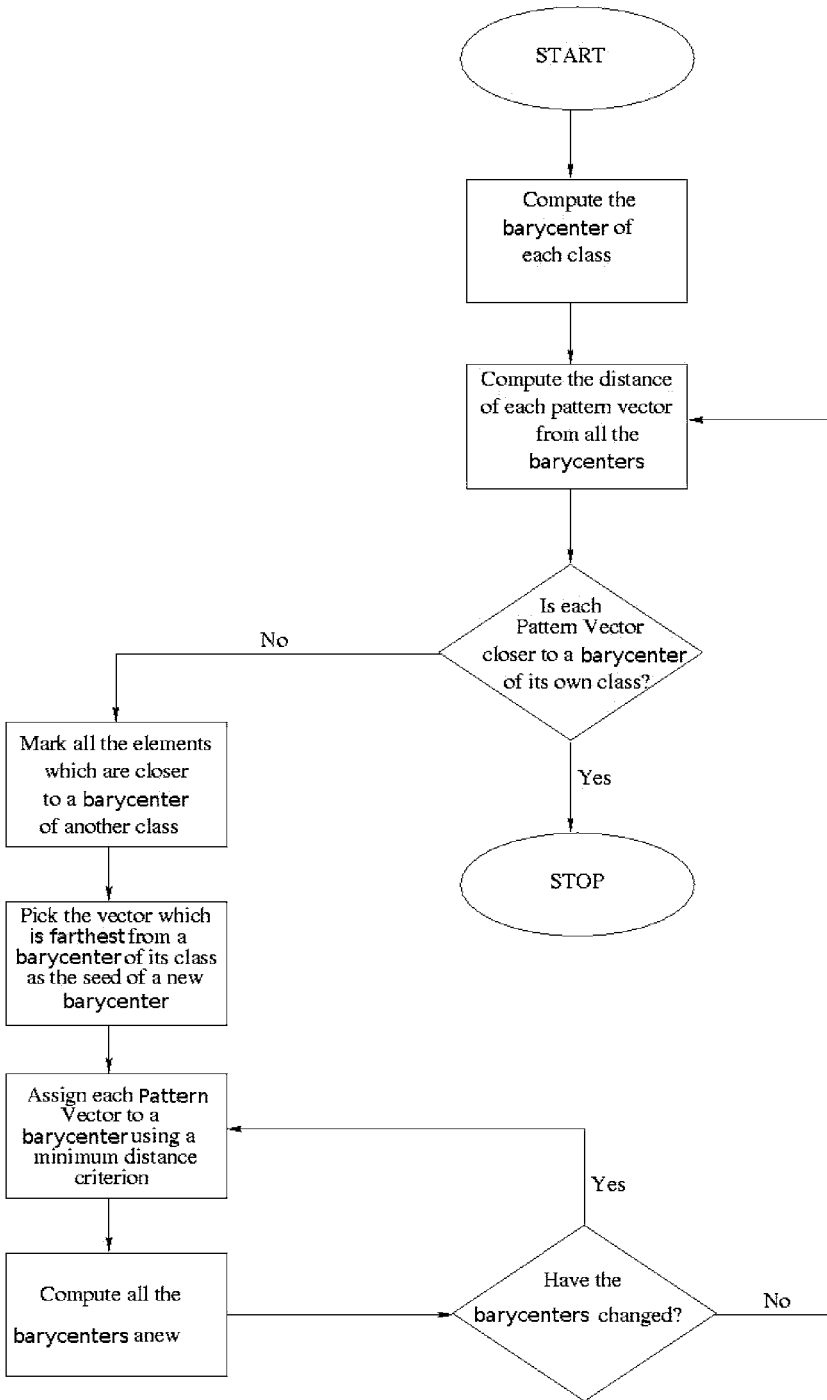 START
Compute the
barycenter of
each class
Compute the distance
of each pattern vector
from all the
barycenters
Is each
Pattern Vector
closer to a barycenter
of its own class?
No
Yes
Mark all the elements
which are closer
to a barycenter
of another class
STOP
Pick the vector which
is farthest from a
barycenter of its class
as the seed of a new
barycenter
Assign each Pattern
Vector to a
barycenter using a
minimum distance
criterion
Yes
Compute all the
barycenters anew
Have the
barycenters changed?
No